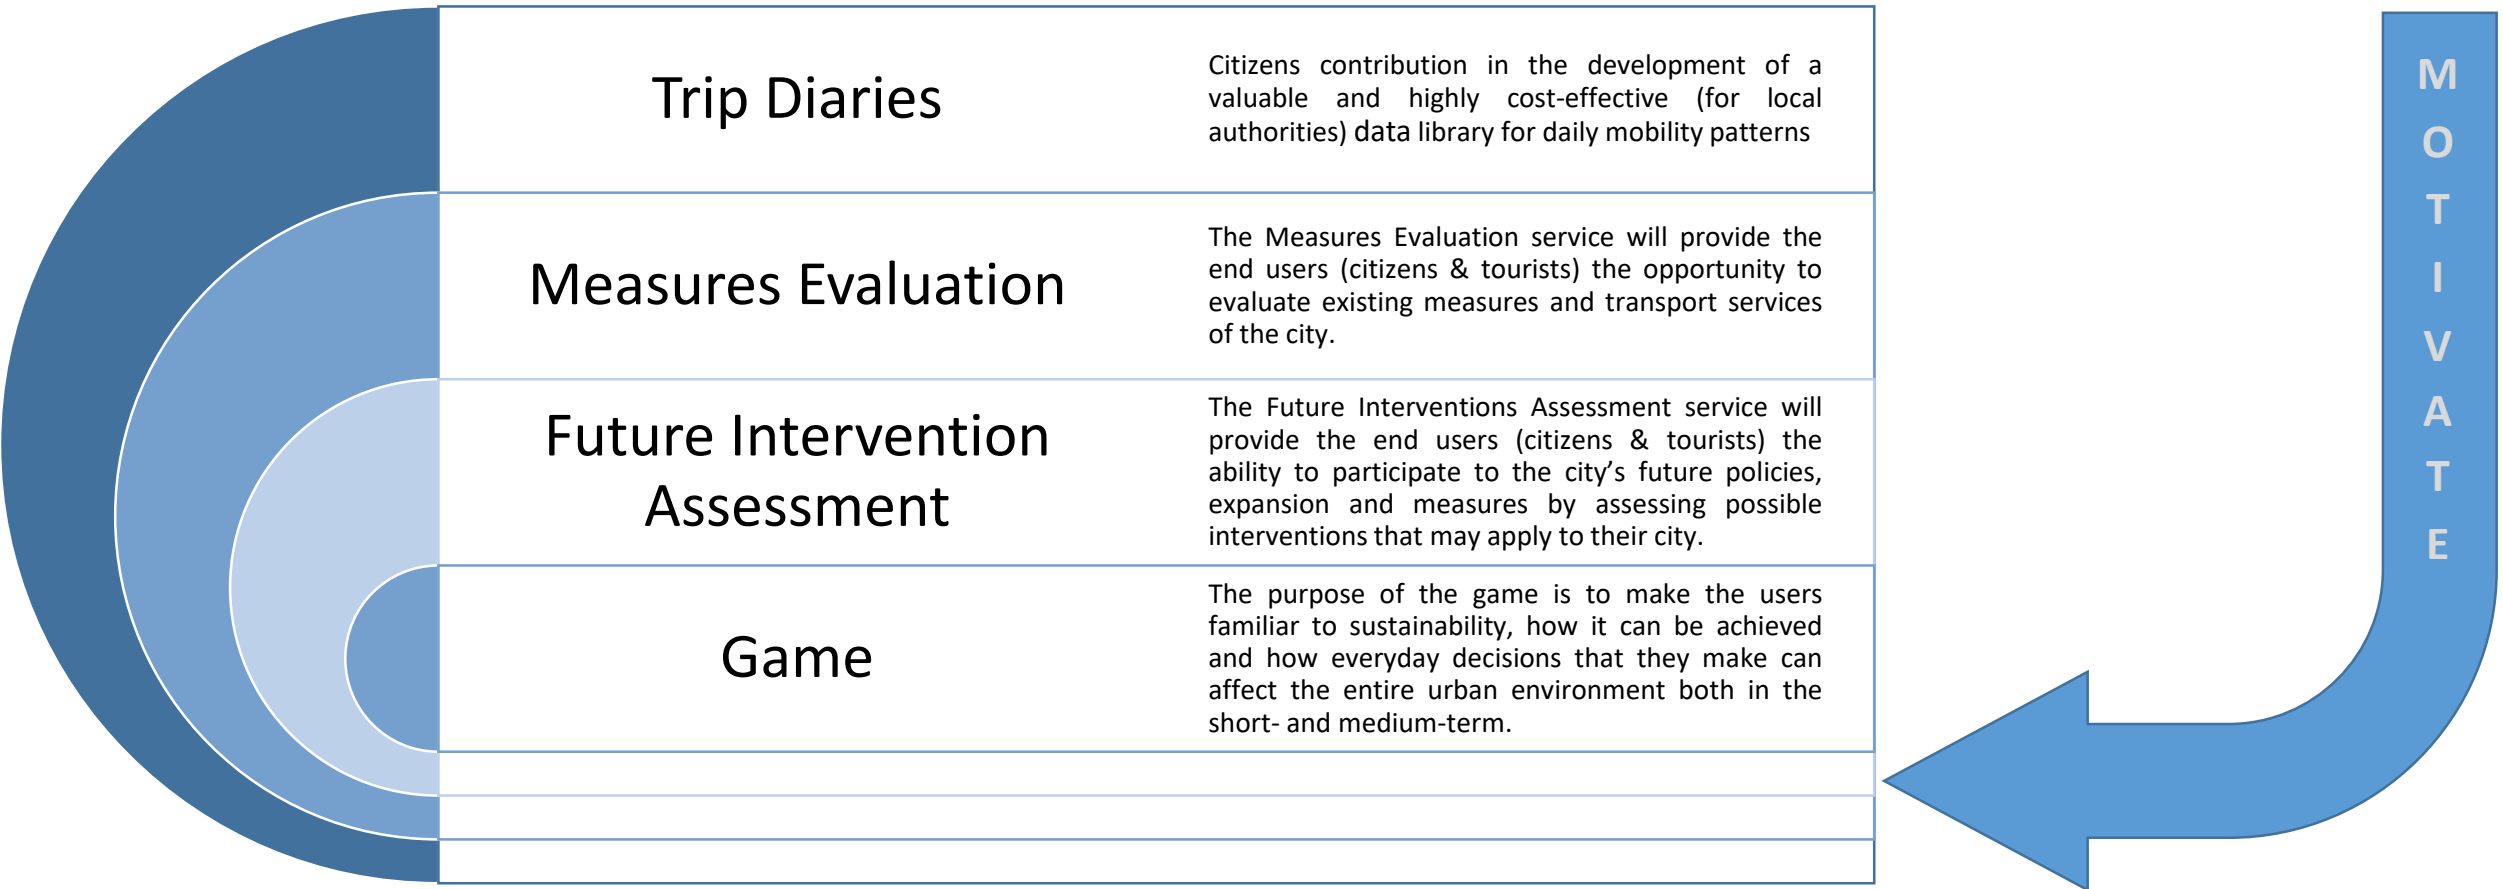 Trip Diaries
Citizens contribution in the development of a
valuable and highly cost-effective (for local
authorities) data library for daily mobility patterns
Measures Evaluation
The Measures Evaluation service will provide the
end users (citizens & tourists) the opportunity to
evaluate existing measures and transport services
of the city.
Future Intervention
Assessment
The Future Interventions Assessment service will
provide the end users (citizens & tourists) the
ability to participate to the city’s future policies,
expansion and measures by assessing possible
interventions that may apply to their city.
Game
The purpose of the game is to make the users
familiar to sustainability, how it can be achieved
and how everyday decisions that they make can
affect the entire urban environment both in the
short- and medium-term.
M
O
T
I
V
A
T
E